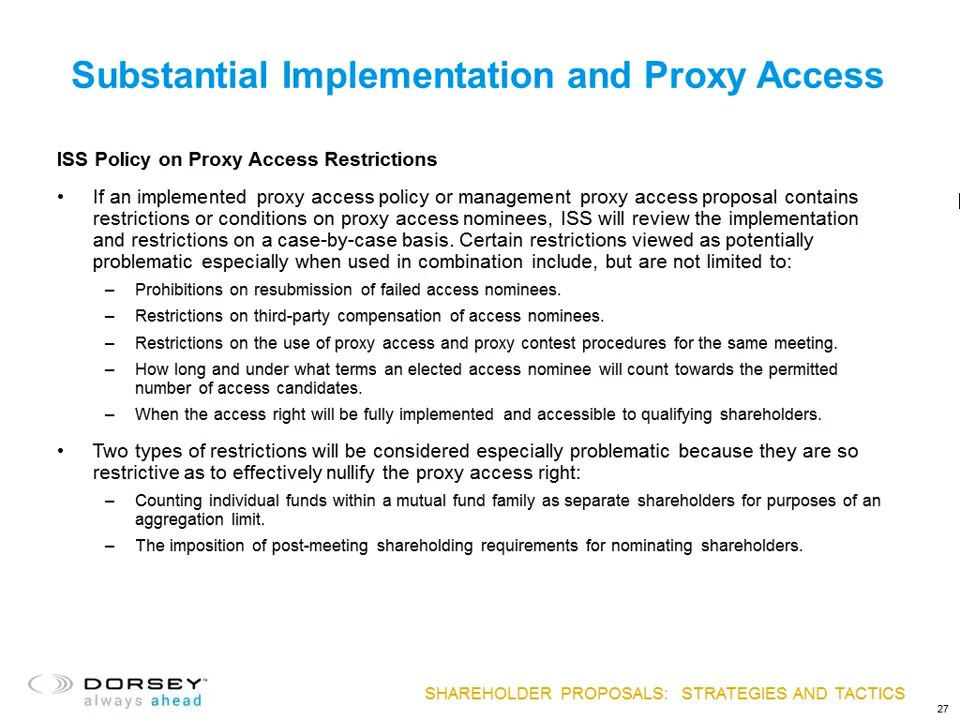 Substantial Implementation and Proxy Access
ISS Policy on Proxy Access Restrictions
• If an implemented proxy access policy or management proxy access proposal contains
restrictions or conditions on proxy access nominees, ISS will review the implementation
and restrictions on a case-by-case basis. Certain restrictions viewed as potentially
problematic especially when used in combination include, but are not limited to:
– Prohibitions on resubmission of failed access nominees.
– Restrictions on third-party compensation of access nominees.
– Restrictions on the use of proxy access and proxy contest procedures for the same meeting.
– How long and under what terms an elected access nominee will count towards the permitted
number of access candidates.
– When the access right will be fully implemented and accessible to qualifying shareholders.
• Two types of restrictions will be considered especially problematic because they are so
restrictive as to effectively nullify the proxy access right:
– Counting individual funds within a mutual fund family as separate shareholders for purposes of an
aggregation limit.
– The imposition of post-meeting shareholding requirements for nominating shareholders.
DORSEY™
always ahead
SHAREHOLDER PROPOSALS: STRATEGIES AND TACTICS
27